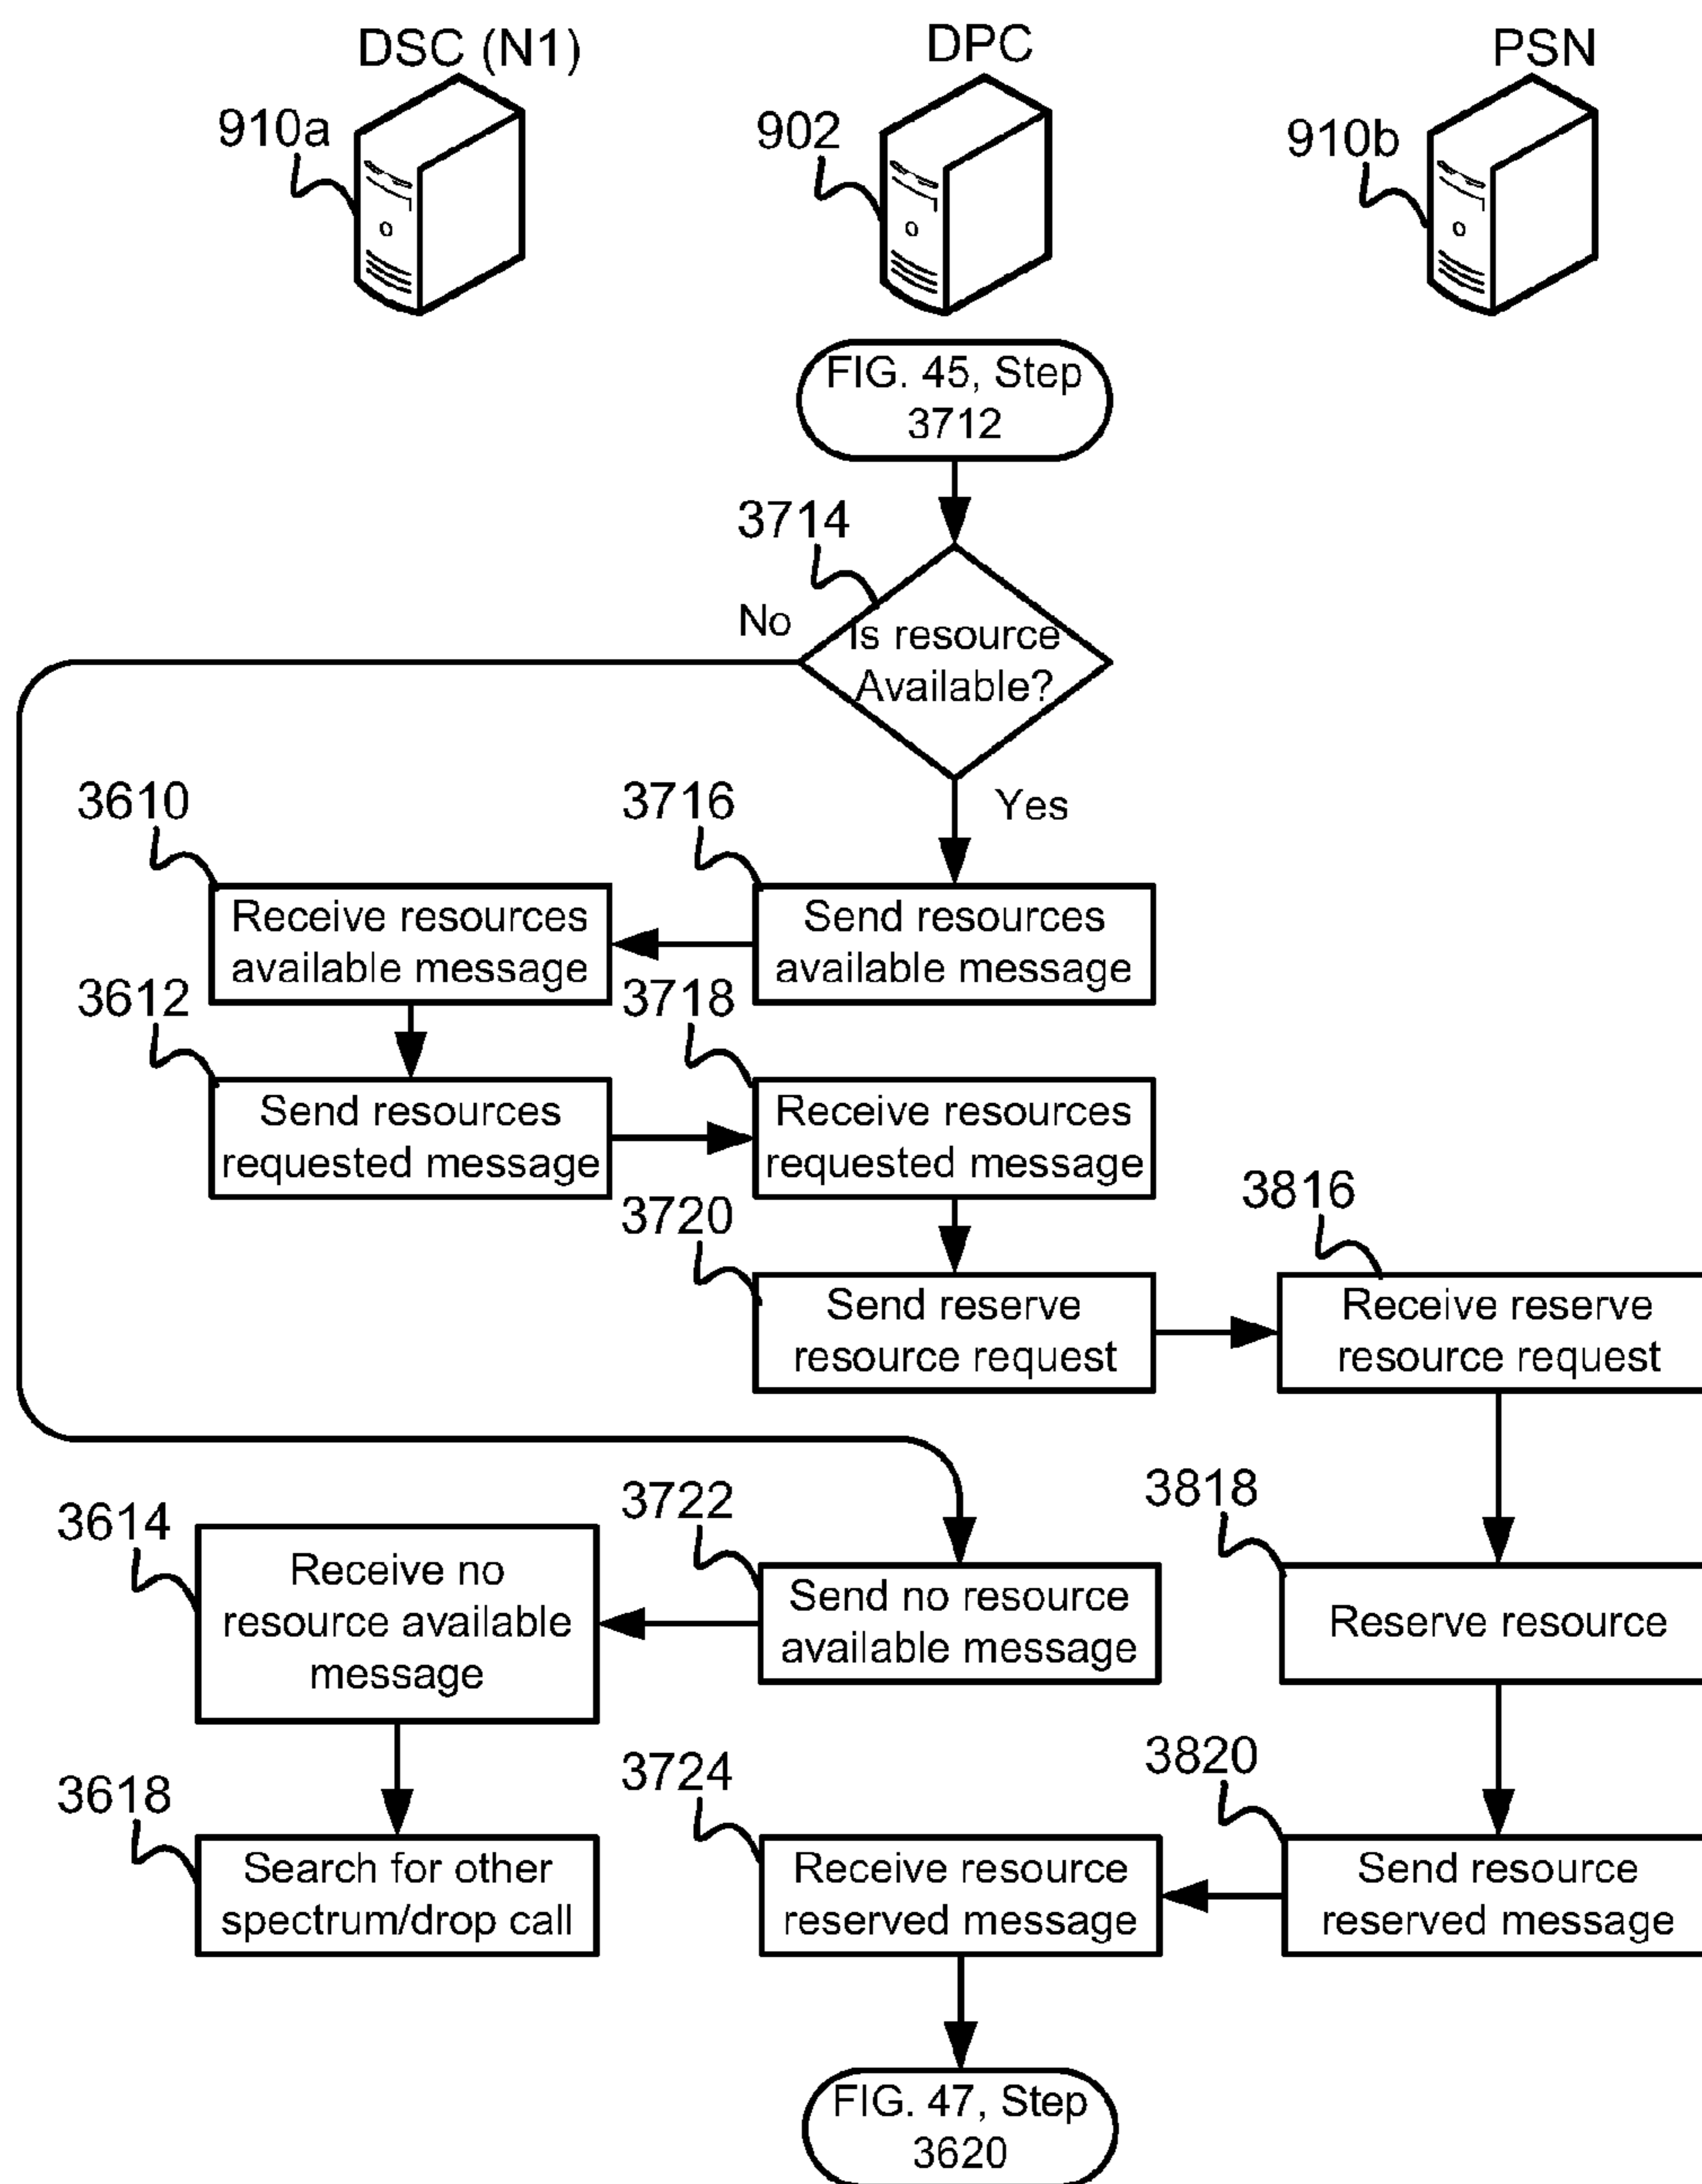 DSC (N1)
DPC
PSN
910a
902
910b
FIG. 45, Step
3712
3714
No
Is resource
Available?
Yes
3610
3716
Receive resources
available message
Send resources
available message
3612
3718
Send resources
requested message
Receive resources
requested message
3720
3816
Send reserve
resource request
Receive reserve
resource request
3614
3722
3818
Receive no
resource available
message
Send no resource
available message
Reserve resource
3618
3724
3820
Search for other
spectrum/drop call
Receive resource
reserved message
Send resource
reserved message
FIG. 47, Step
3620